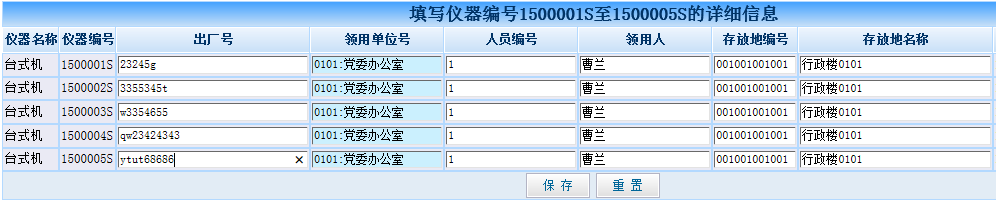 填写仪器编号1500001S至1500005S的详细信息
仪器名称 仪器编号 出厂号 领用单位号 人员编号 领用人 存放地编号 存放地名称
台式机 1500001S 23245g 0101:党委办公室 1 曹兰 001001001001 行政楼0101
台式机 1500002S 3355345t 0101:党委办公室 1 曹兰 001001001001 行政楼0101
台式机 1500003S w3354655 0101:党委办公室 1 曹兰 001001001001 行政楼0101
台式机 1500004S qw23424343 0101:党委办公室 1 曹兰 001001001001 行政楼0101
台式机 1500005S ytut68686 0101:党委办公室 1 曹兰 001001001001 行政楼0101
保存 重置